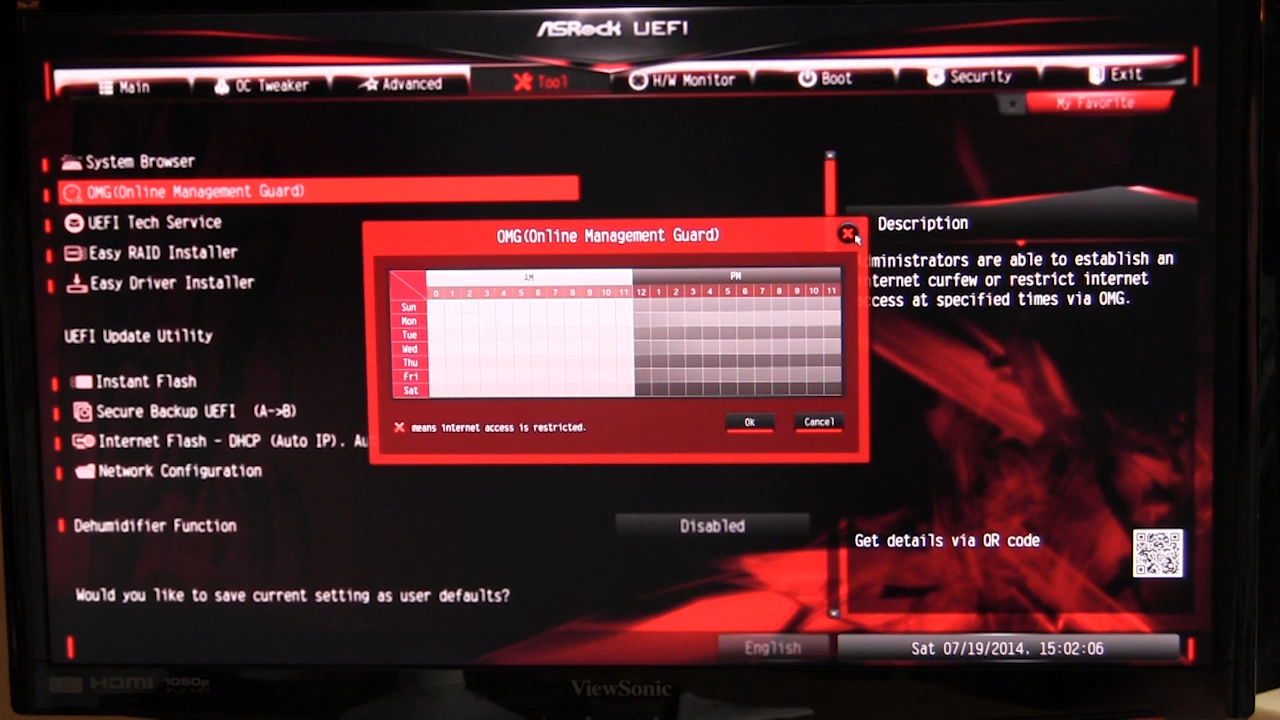 ASRock UEFI
Main
OC Tweaker
Advanced
Tool
H/W Monitor
Boot
Security
Exit
My Favorite
System Browser
OMG(Online Management Guard)
UEFI Tech Service
Easy RAID Installer
Easy Driver Installer
UEFI Update Utility
Instant Flash
Secure Backup UEFI (A->B)
Internet Flash - DHCP (Auto IP). Au
Network Configuration
Dehumidifier Function
Disabled
Would you like to save current setting as user defaults?
OMG(Online Management Guard)
AM PM
0 1 2 3 4 5 6 7 8 9 10 11 12 1 2 3 4 5 6 7 8 9 10 11
Sun
Mon
Tue
Wed
Thu
Fri
Sat
means internet access is restricted.
Ok
Cancel
Description
dministrators are able to establish an
nternet curfew or restrict internet
ccess at specified times via OMG.
Get details via QR code
English
Sat 07/19/2014. 15:02:06
HDMI 1080p
Full HD
ViewSonic